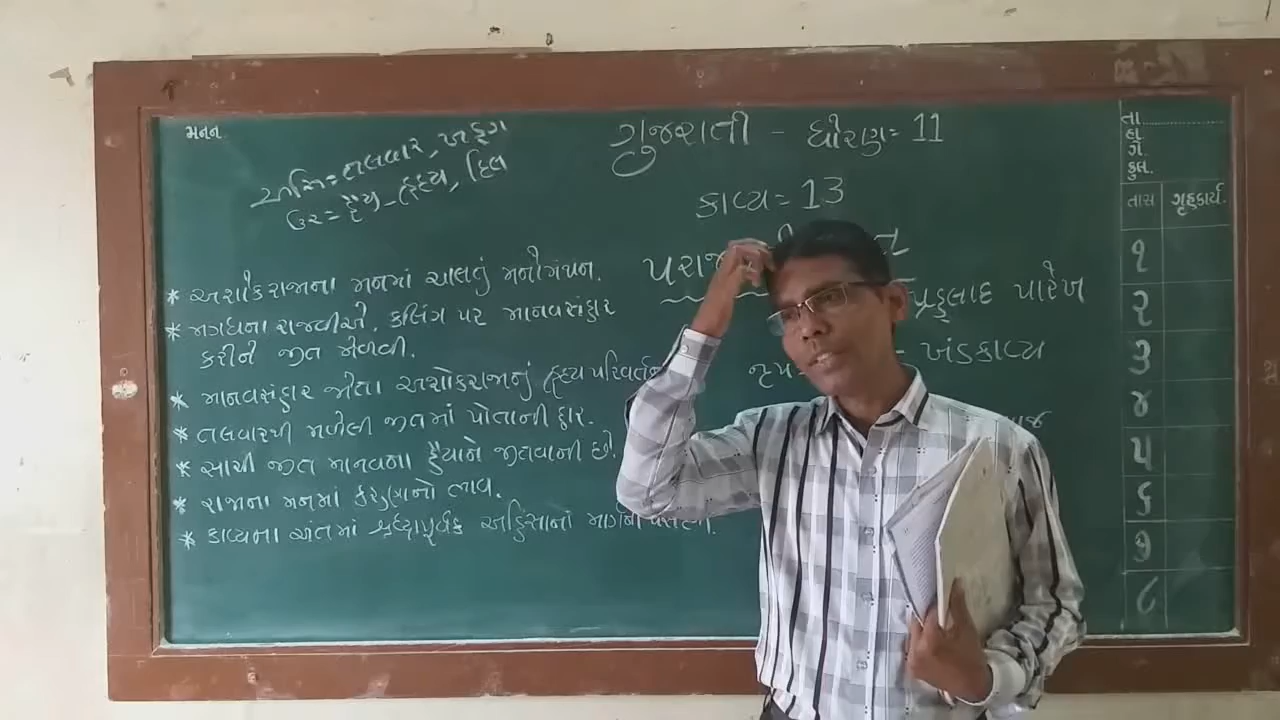 મનન
અસિ = તલવાર, ખડ્ગ
ઉર = હૈયુ - હૃદય, દિલ
ગુજરાતી - ધોરણ = 11
કાવ્ય = 13
પ્રહલાદ પારેખ
- ખંડકાવ્ય
* અશોકરાજાના મનમાં ચાલતું મનોમંથન.
* મગધના રાજવીએ, કલિંગ પર માનવસંહાર
કરીને જીત મેળવી.
* માનવસંહાર જોતા અશોકરાજાનું હૃદય પરિવર્તન
* તલવારથી મળેલી જીતમાં પોતાની હાર.
* સાચી જીત માનવના હૈયાને જીતવાની છે.
* રાજાના મનમાં કરુણાનો ભાવ.
* કાવ્યના અંતમાં શ્રદ્ધાપૂર્વક અહિંસાનાં માર્ગની
તા
હા
ગે
કુલ
તાસ ગૃહકાર્ય.
૧
૨
૩
૪
૫
૬
૭
૮